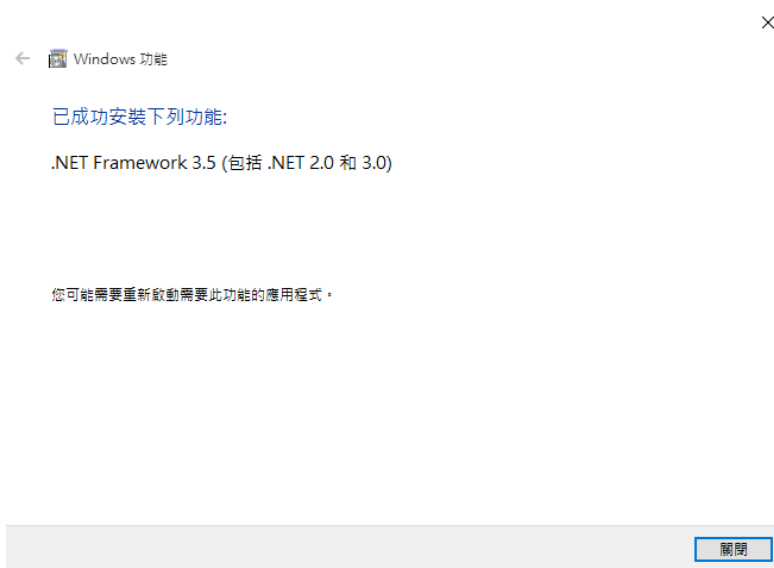 Windows 功能
已成功安裝下列功能:
.NET Framework 3.5 (包括 .NET 2.0 和 3.0)
您可能需要重新啟動需要此功能的應用程式。
關閉